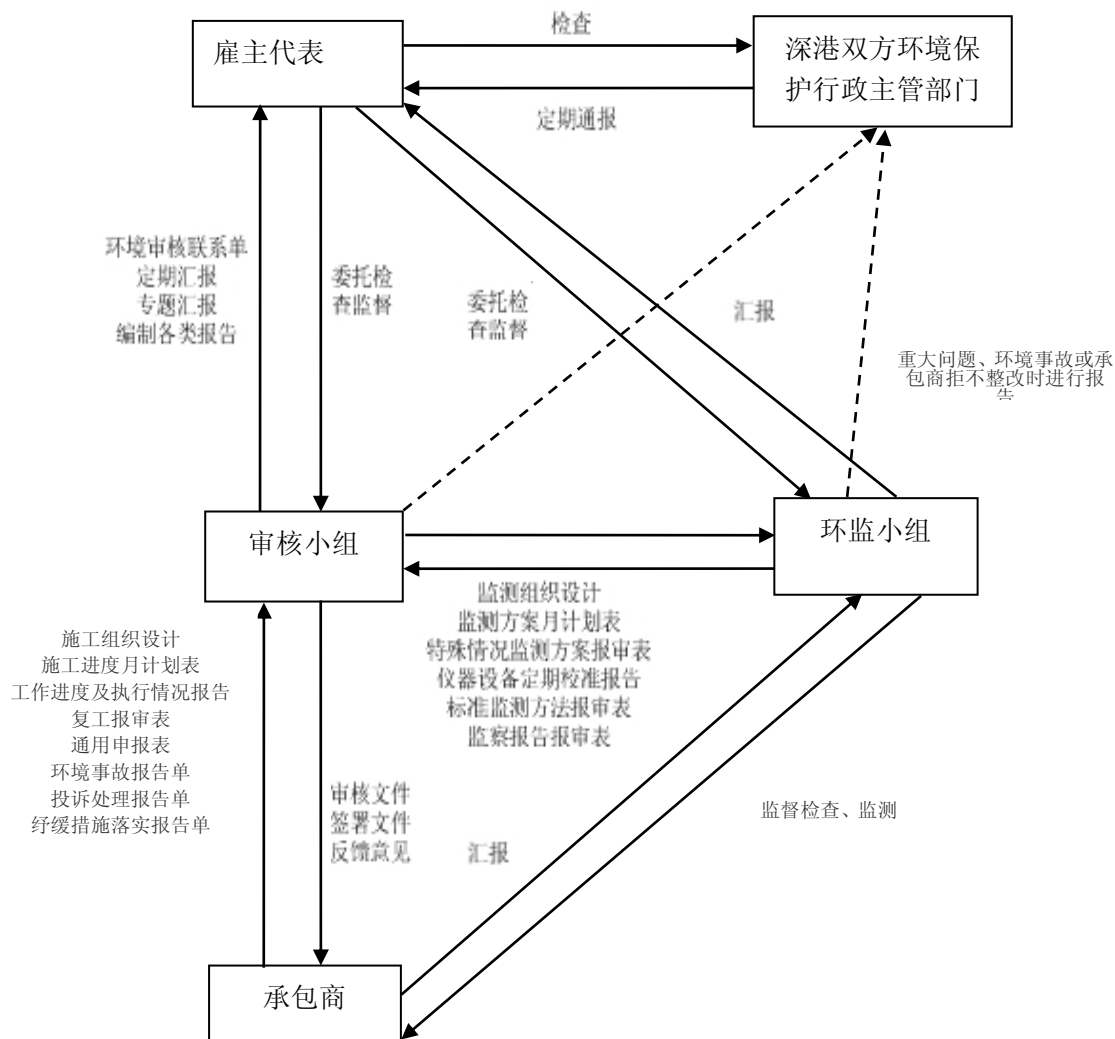 检查
雇主代表
深港双方环境保
护行政主管部门
定期通报
环境审核联系单
定期汇报
专题汇报
编制各类报告
委托检
查监督
委托检
查监督
汇报
重大问题、环境事故或承
包商拒不整改时进行报
告
审核小组
环监小组
监测组织设计
监测方案月计划表
特殊情况监测方案报审表
仪器设备定期校准报告
标准监测方法报审表
监察报告报审表
施工组织设计
施工进度月计划表
工作进度及执行情况报告
复工报审表
通用申报表
环境事故报告单
投诉处理报告单
纾缓措施落实报告单
审核文件
签署文件
反馈意见
汇报
监督检查、监测
承包商